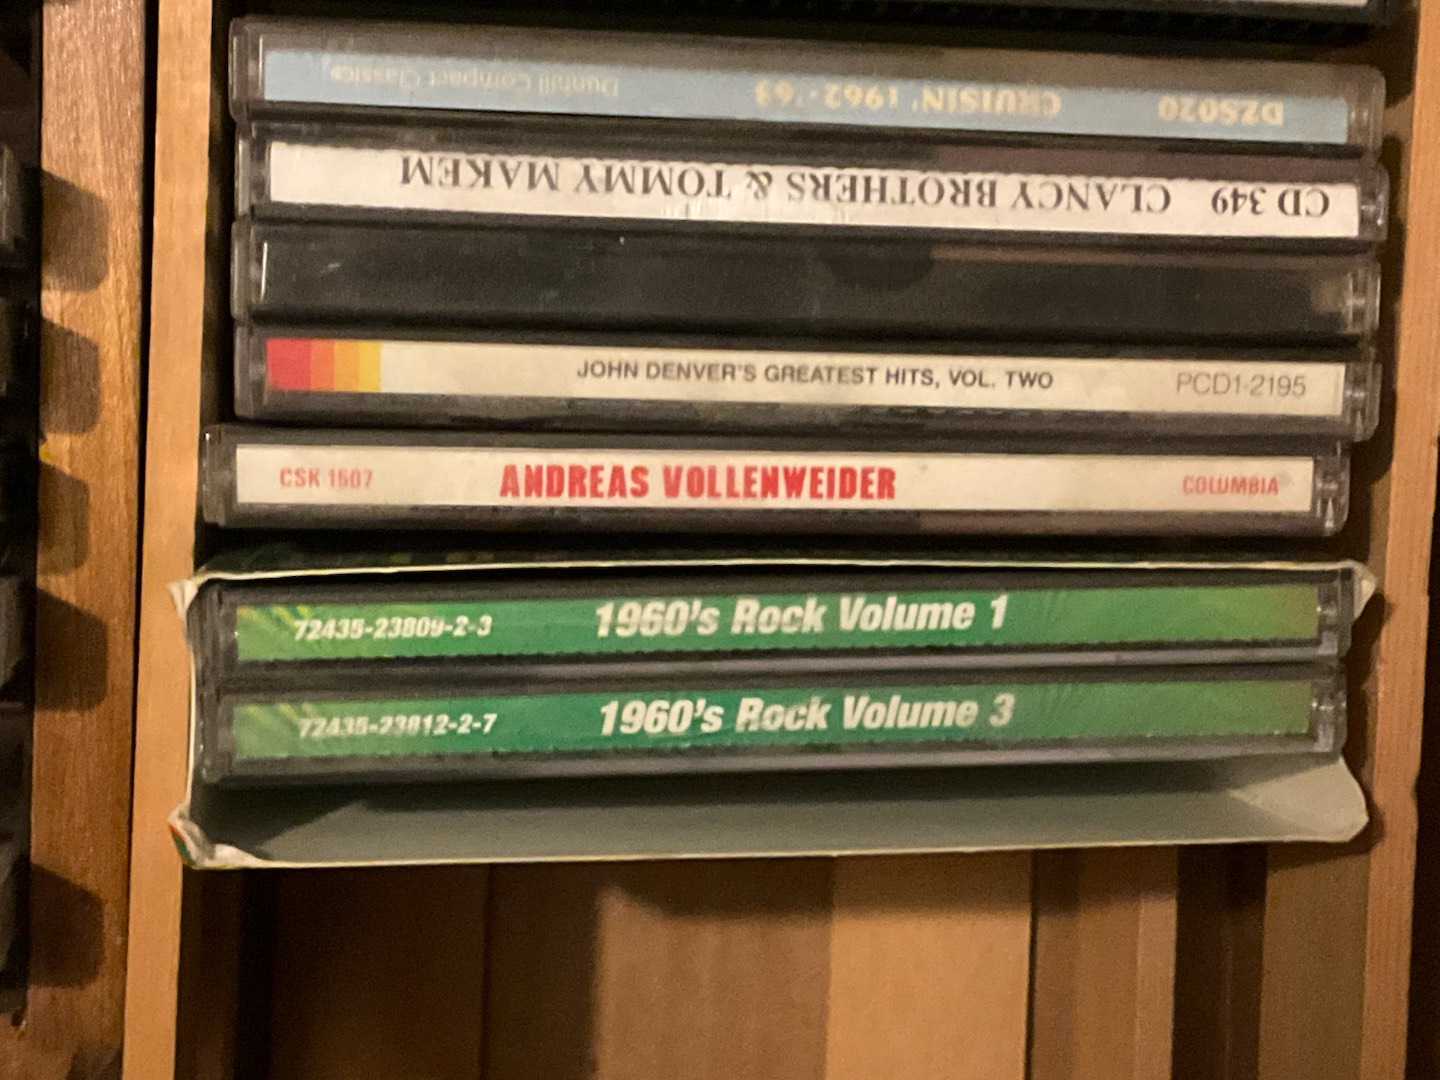 DZS020 CRUISIN' 1962-'63 Dunhill Compact Classics
CD 349 CLANCY BROTHERS & TOMMY MAKEM
JOHN DENVER'S GREATEST HITS, VOL. TWO PCD1-2195
CSK 1507 ANDREAS VOLLENWEIDER COLUMBIA
72435-23809-2-3 1960's Rock Volume 1
72435-23812-2-7 1960's Rock Volume 3